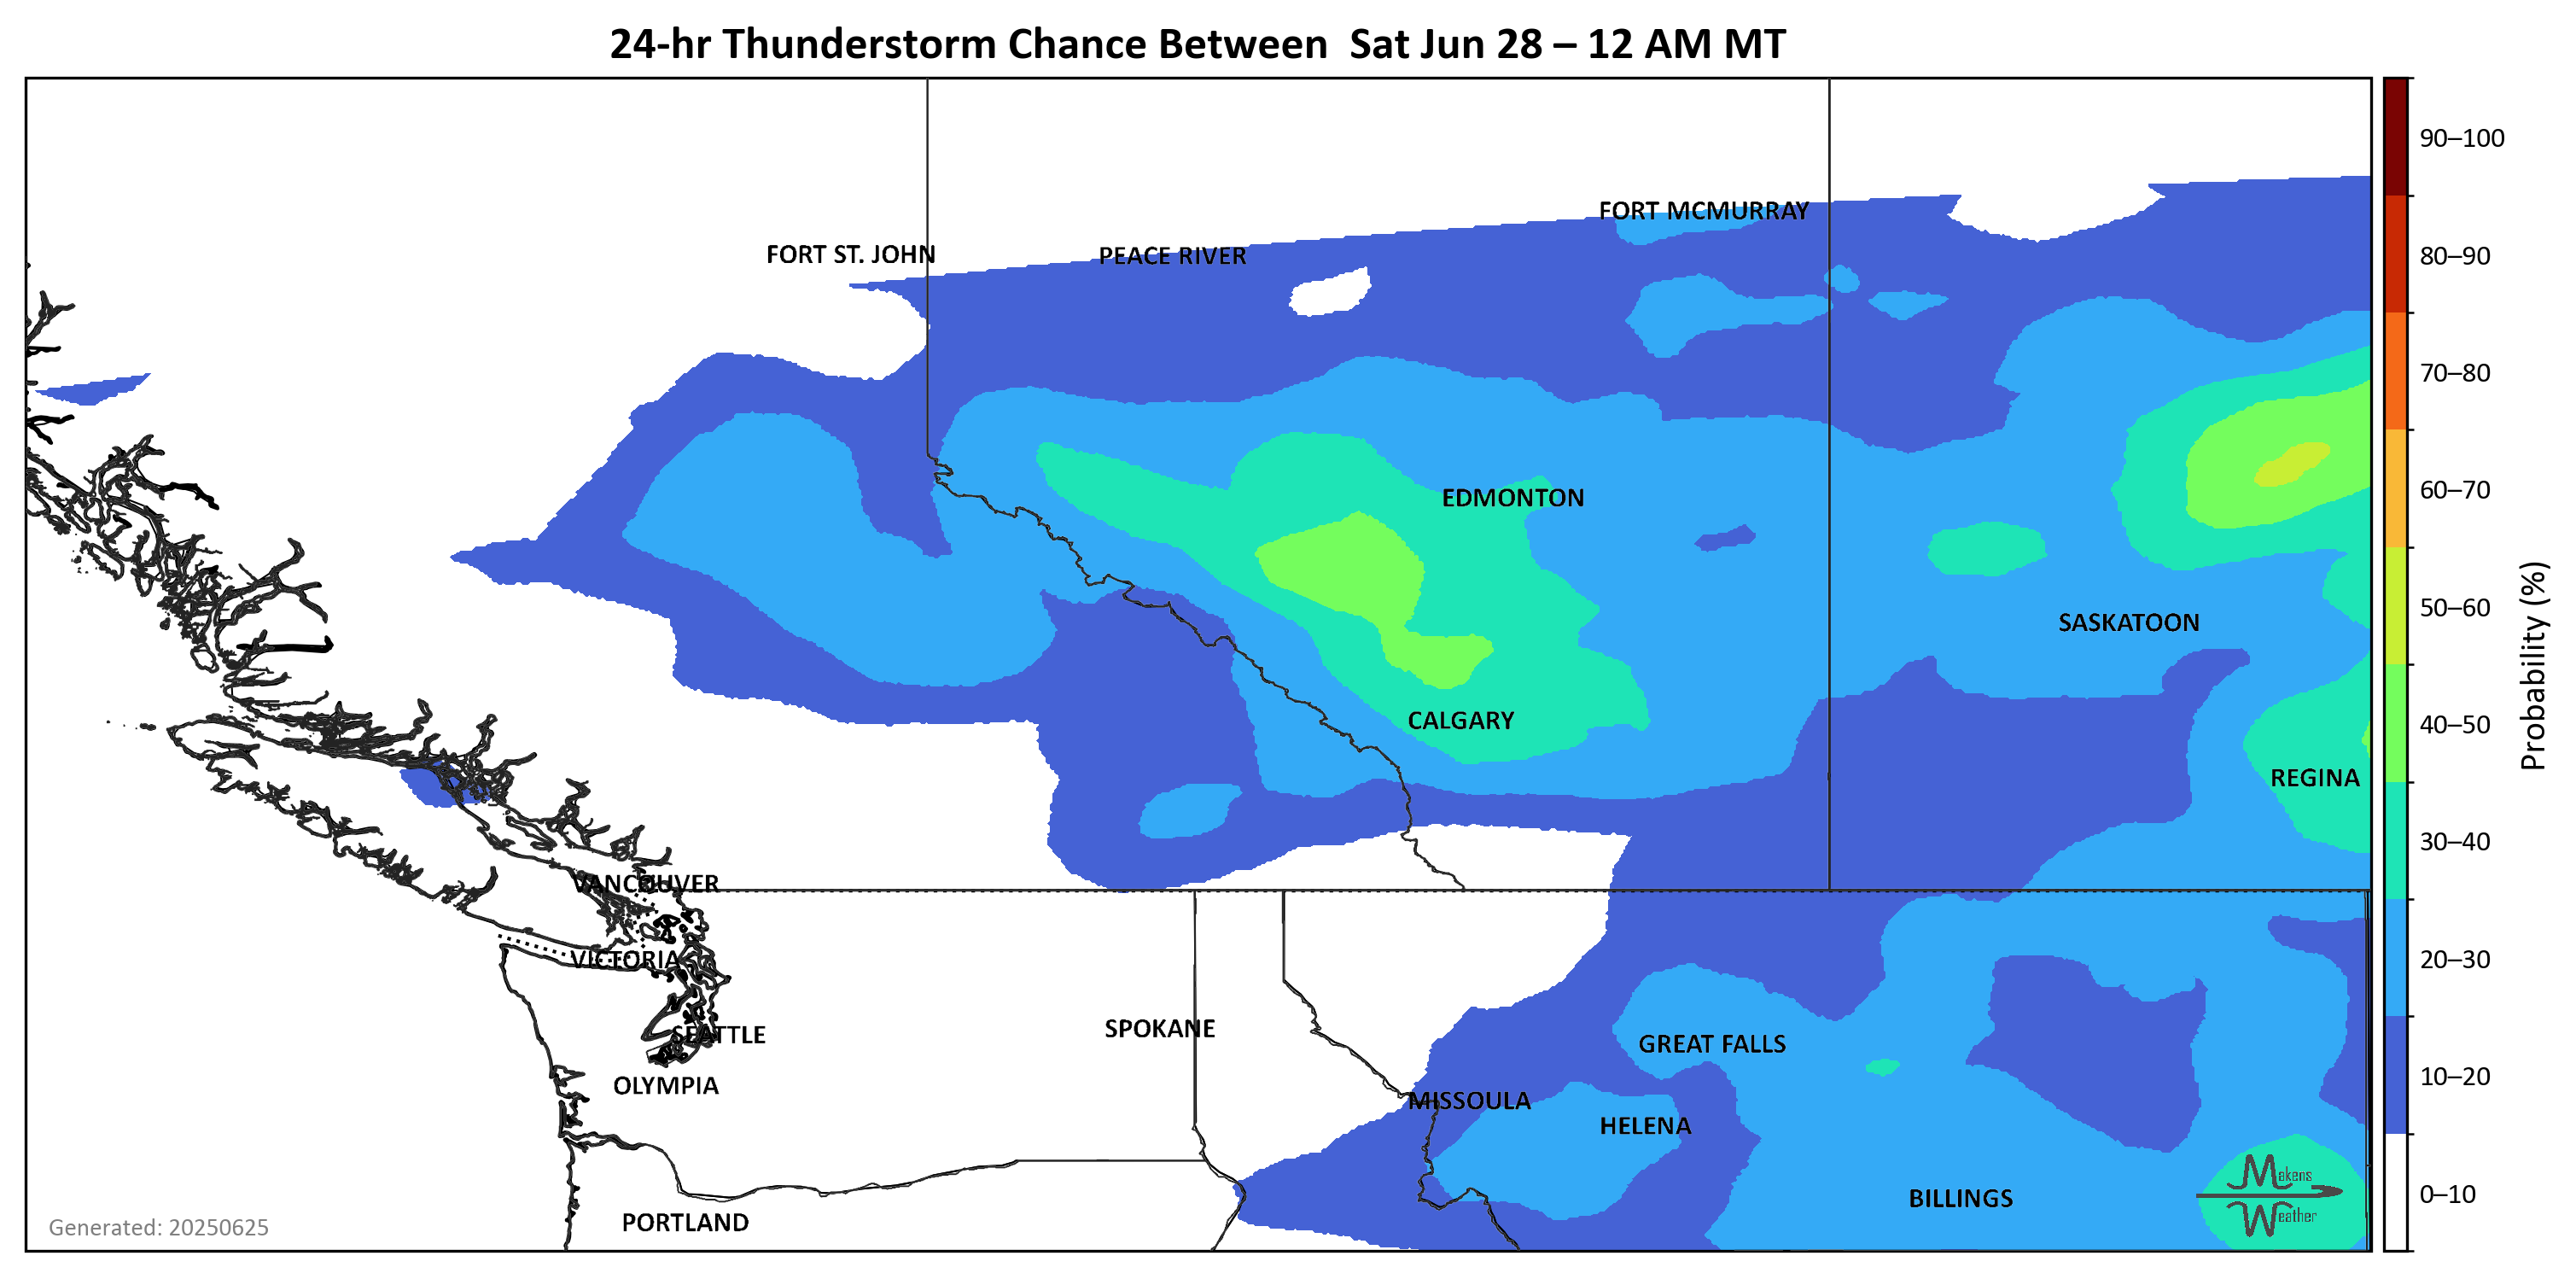 24-hr Thunderstorm Chance Between  Sat Jun 28 – 12 AM MT
90–100
FORT MCMURRAY
FORT ST. JOHN
PEACE RIVER
80–90
70–80
60–70
EDMONTON
50–60
SASKATOON
Probability (%)
CALGARY
40–50
REGINA
30–40
VANCOUVER
VICTORIA
20–30
SPOKANE
SEATTLE
GREAT FALLS
OLYMPIA
10–20
MISSOULA
HELENA
Makens
Weather
BILLINGS
0–10
PORTLAND
Generated: 20250625